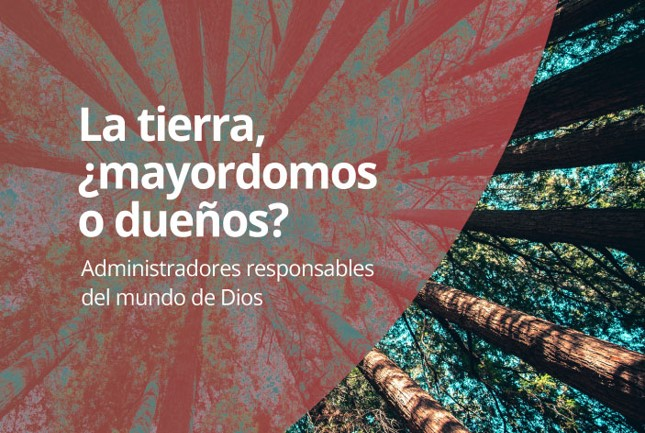 La tierra,
¿mayordomos
o dueños?
Administradores responsables
del mundo de Dios